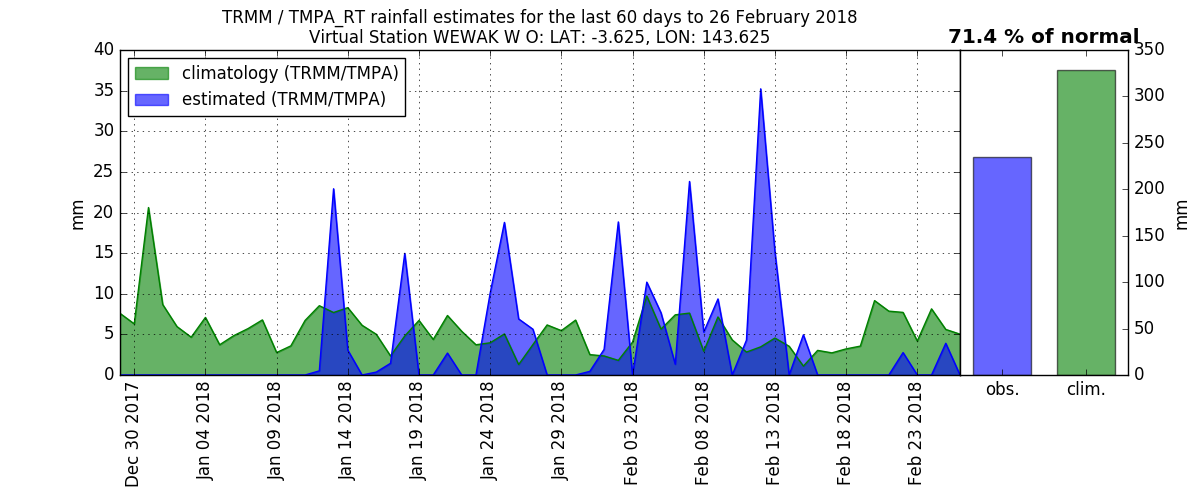 TRMM / TMPA_RT rainfall estimates for the last 60 days to 26 February 2018
Virtual Station WEWAK W O: LAT: -3.625, LON: 143.625
71.4 % of normal
climatology (TRMM/TMPA)
estimated (TRMM/TMPA)
mm
40
35
30
25
20
15
10
5
0
Dec 30 2017
Jan 04 2018
Jan 09 2018
Jan 14 2018
Jan 19 2018
Jan 24 2018
Jan 29 2018
Feb 03 2018
Feb 08 2018
Feb 13 2018
Feb 18 2018
Feb 23 2018
obs.
clim.
350
300
250
200
150
100
50
0
mm